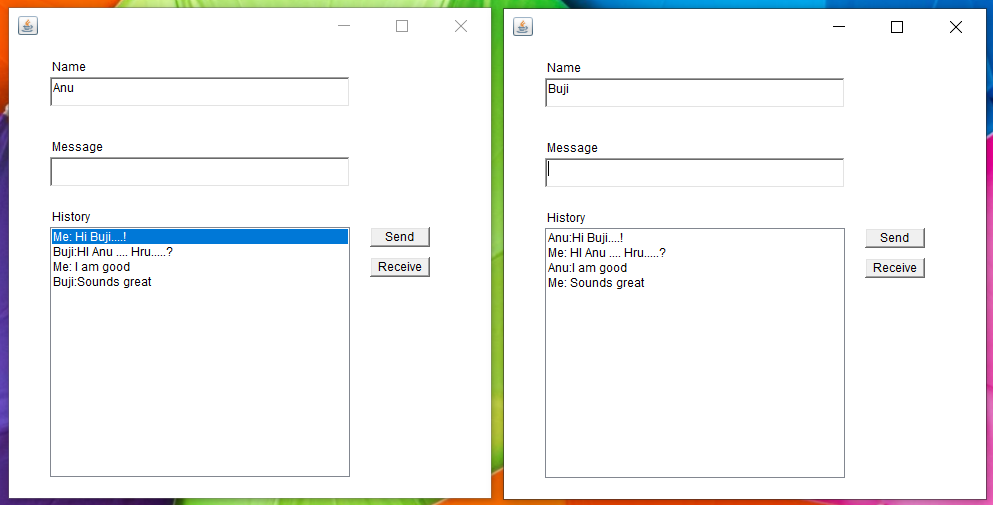 Name
Anu
Message
History
Me: Hi Buji....!
Buji:HI Anu .... Hru.....?
Me: I am good
Buji:Sounds great
Send
Receive
Name
Buji
Message
History
Anu:Hi Buji....!
Me: HI Anu .... Hru.....?
Anu:I am good
Me: Sounds great
Send
Receive